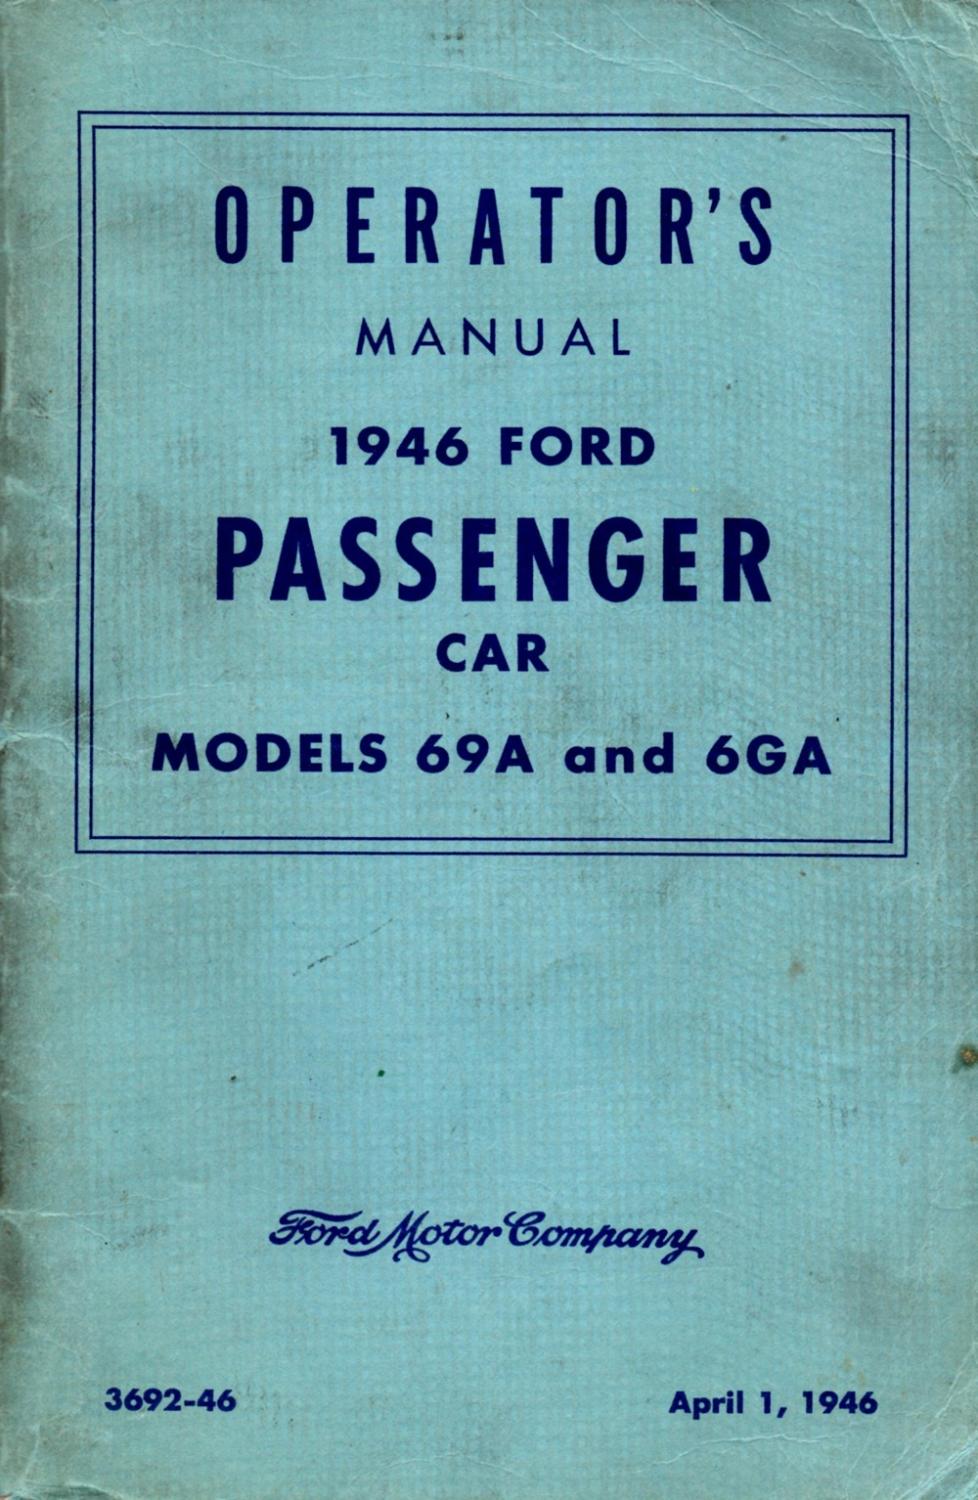 OPERATOR'S
MANUAL
1946 FORD
PASSENGER
CAR
MODELS 69A and 6GA
Ford Motor Company
3692-46
April 1, 1946